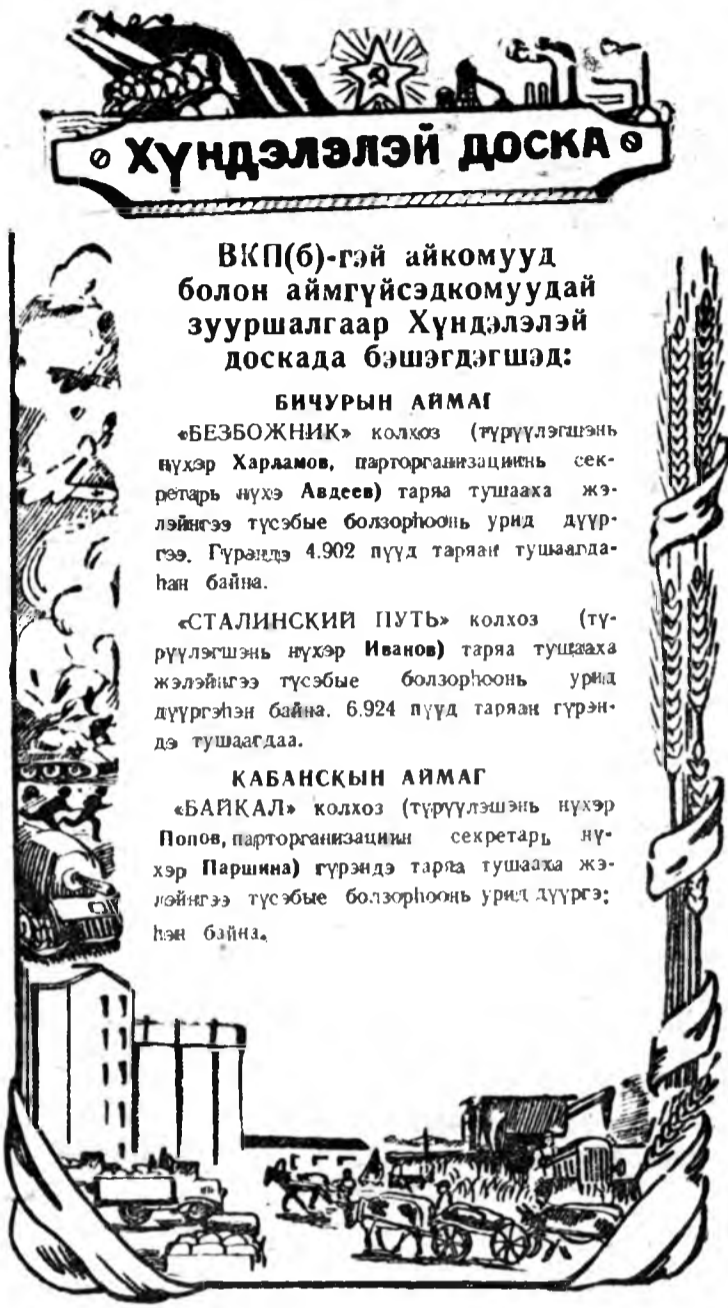 ХҮНДЭЛЭЛЭЙ ДОСКА
ВКП(б)-гэй айкомууд
болон аймгүйсэдкомуудай
зууршалгаар Хүндэлэлэй
доскада бэшэгдэгшэд:
БИЧУРЫН АЙМАГ
«БЕЗБОЖНИК» колхоз (түрүүлэгшэнь
нүхэр Харламов, парторганизациинь сек-
ретарь нүхэ Авдеев) таряа тушааха жэ-
лэйнгээ түсэбые болзорһоонь урид дүүр-
гээ. Гүрэндэ 4.902 пүүд таряан тушаагда-
һан байна.
«СТАЛИНСКИЙ ПУТЬ» колхоз (тү-
рүүлэгшэнь нүхэр Иванов) таряа тушааха
жэлэйнгээ түсэбые болзорһоонь урид
дүүргэһэн байна. 6.924 пүүд таряан гүрэн-
дэ тушаагдаа.
КАБАНСКЫН АЙМАГ
«БАЙКАЛ» колхоз (түрүүлэшэнь нүхэр
Попов, парторганизациин секретарь нү-
хэр Паршина) гүрэндэ таряа тушааха жэ-
лэйнгээ түсэбые болзорһоонь урид дүүргэ:
һэн байна.